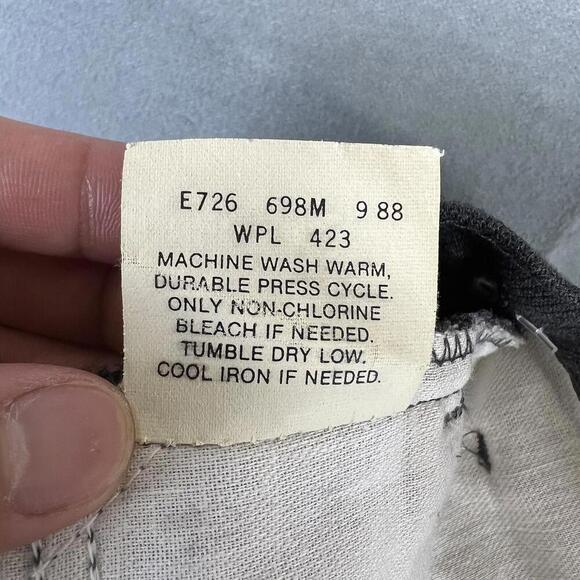 E726 698M 9 88
WPL 423
MACHINE WASH WARM,
DURABLE PRESS CYCLE.
ONLY NON-CHLORINE
BLEACH IF NEEDED.
TUMBLE DRY LOW.
COOL IRON IF NEEDED.